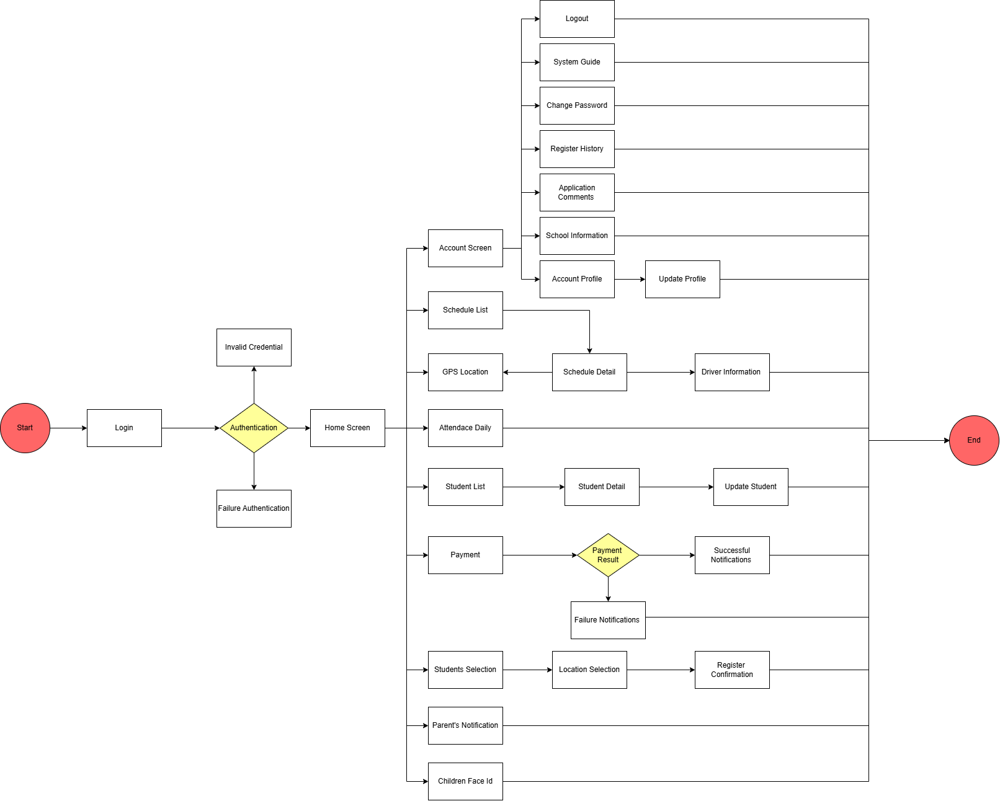 Logout
System Guide
Change Password
Register History
Application
Comments
School Information
Account Screen
Account Profile
Update Profile
Schedule List
Invalid Credential
GPS Location
Schedule Detail
Driver Information
Start
Login
Authentication
Home Screen
Attendace Daily
End
Student List
Student Detail
Update Student
Failure Authentication
Payment
Payment
Result
Successful
Notifications
Failure Notifications
Students Selection
Location Selection
Register
Confirmation
Parent's Notification
Children Face Id